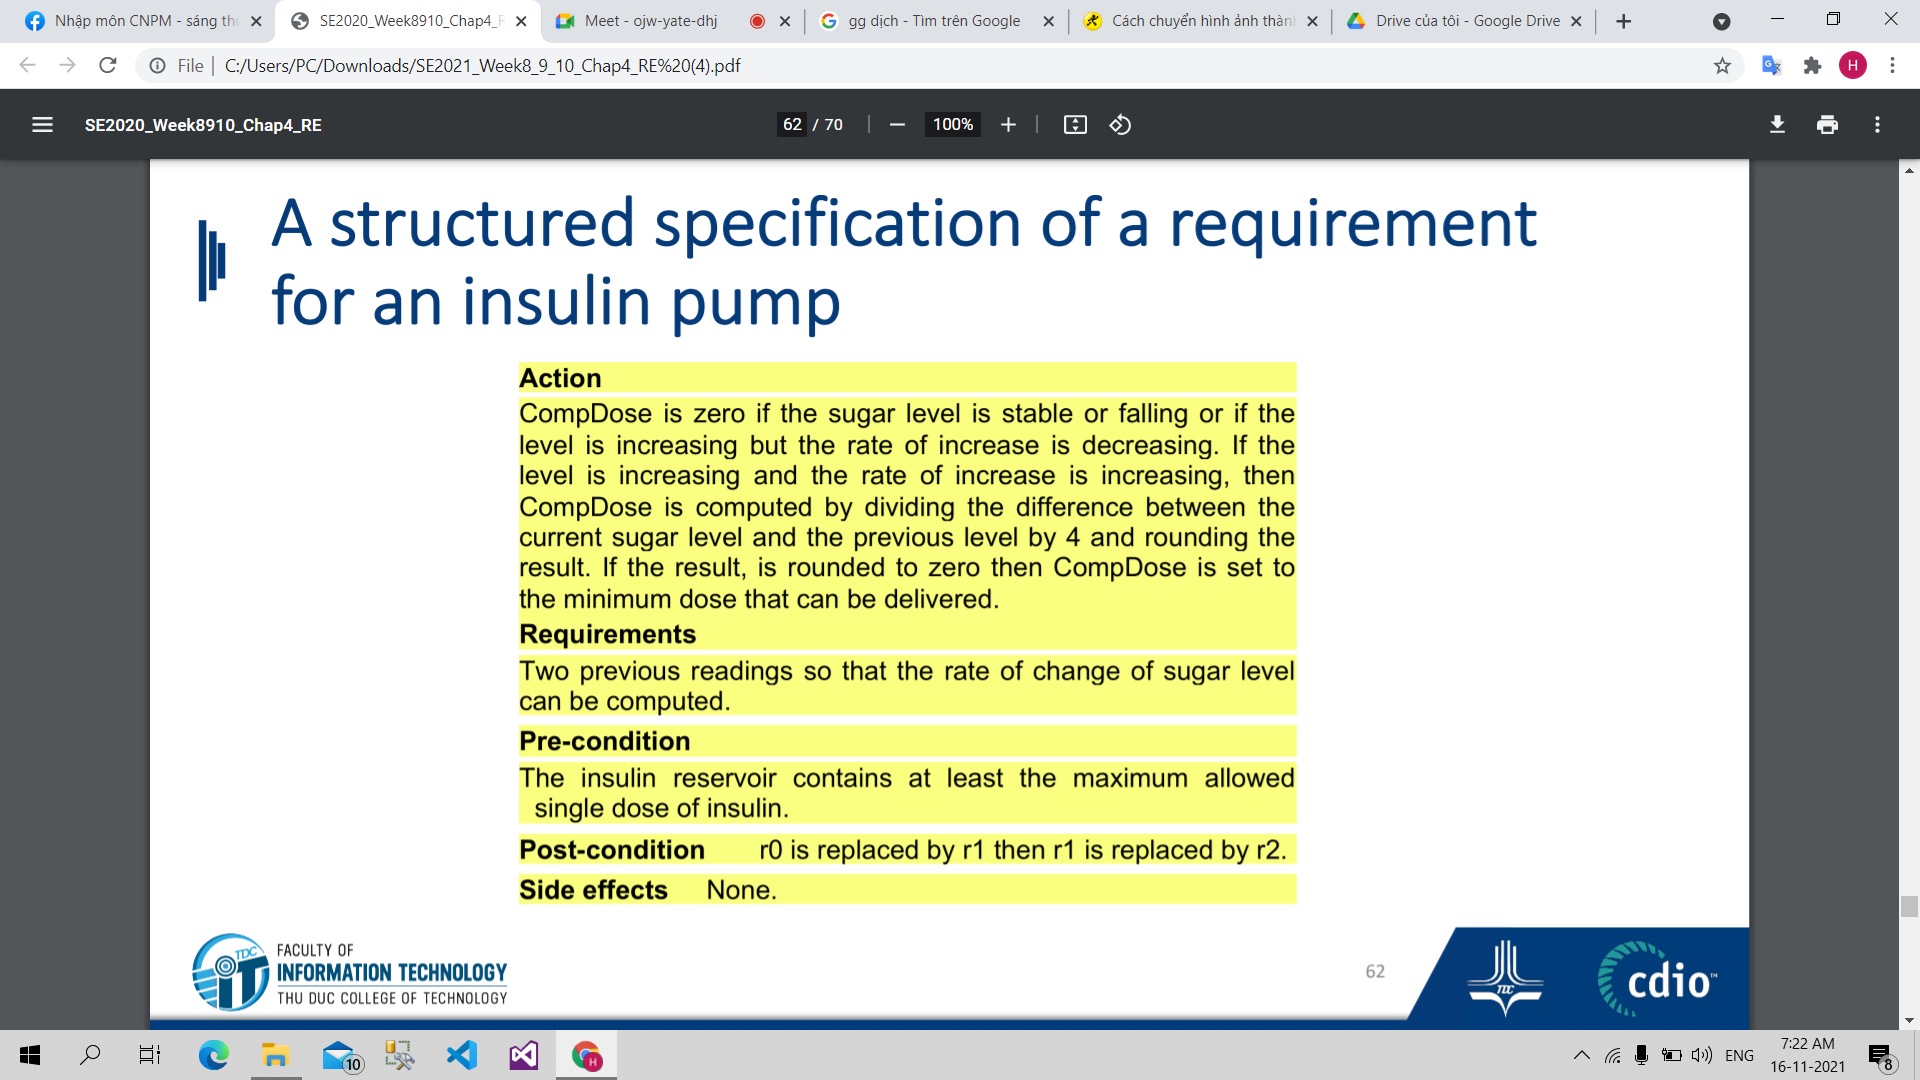 Nhập môn CNPM - sáng th
SE2020_Week8910_Chap4_R
Meet - ojw-yate-dhj
gg dịch - Tìm trên Google
Cách chuyển hình ảnh thàn
Drive của tôi - Google Drive
File
C:/Users/PC/Downloads/SE2021_Week8_9_10_Chap4_RE%20(4).pdf
H
SE2020_Week8910_Chap4_RE
62 / 70
100%
A structured specification of a requirement
for an insulin pump
Action
CompDose is zero if the sugar level is stable or falling or if the
level is increasing but the rate of increase is decreasing. If the
level is increasing and the rate of increase is increasing, then
CompDose is computed by dividing the difference between the
current sugar level and the previous level by 4 and rounding the
result. If the result, is rounded to zero then CompDose is set to
the minimum dose that can be delivered.
Requirements
Two previous readings so that the rate of change of sugar level
can be computed.
Pre-condition
The insulin reservoir contains at least the maximum allowed
single dose of insulin.
Post-condition r0 is replaced by r1 then r1 is replaced by r2.
Side effects None.
TDC
IT
FACULTY OF
INFORMATION TECHNOLOGY
THU DUC COLLEGE OF TECHNOLOGY
62
TDC
cdio™
10
H
ENG
7:22 AM
16-11-2021
8